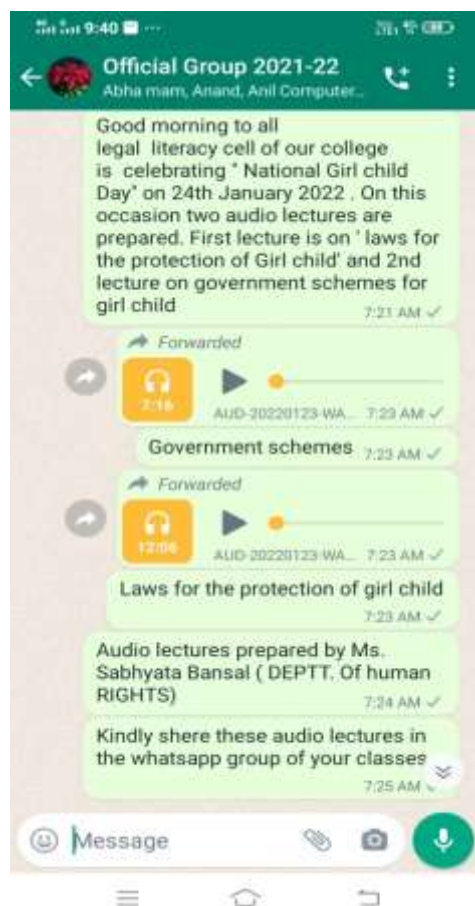 9:40
Official Group 2021-22
Abha mam, Anand, Anil Computer...
Good morning to all
legal literacy cell of our college
is celebrating " National Girl child
Day" on 24th January 2022 . On this
occasion two audio lectures are
prepared. First lecture is on ' laws for
the protection of Girl child' and 2nd
lecture on government schemes for
girl child
7:21 AM
Forwarded
7:16
AUD-20220123-WA... 7:23 AM
Government schemes 7:23 AM
Forwarded
12:06
AUD-20220123-WA... 7:23 AM
Laws for the protection of girl child
7:23 AM
Audio lectures prepared by Ms.
Sabhyata Bansal ( DEPTT. Of human
RIGHTS)
7:24 AM
Kindly shere these audio lectures in
the whatsapp group of your classes
7:25 AM
Message